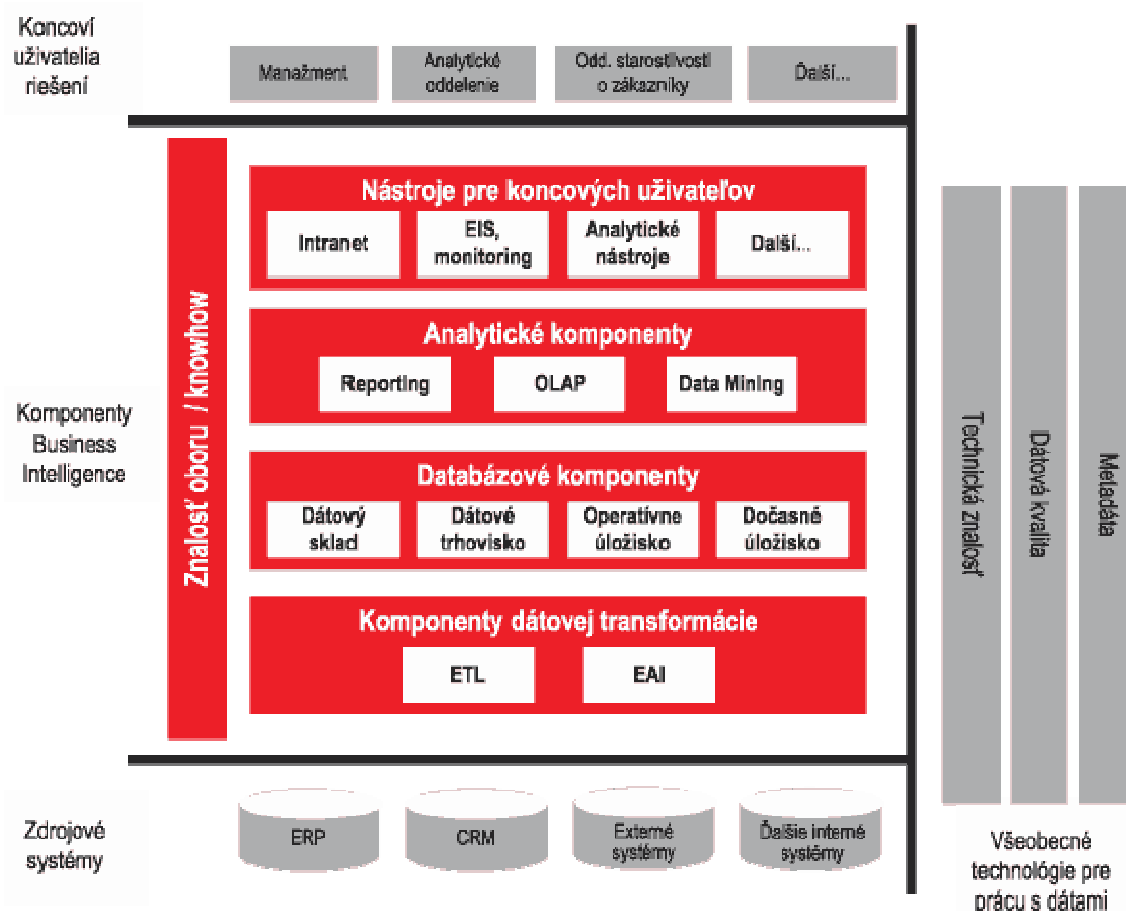 Koncoví
uživatelia
riešení
Manažment
Analytické
oddelenie
Odd. starostlivosti
o zákazníky
Ďalší...
Znalosť oboru / knowhow
Nástroje pre koncových uživateľov
Intranet
EIS,
monitoring
Analytické
nástroje
Další...
Analytické komponenty
Reporting
OLAP
Data Mining
Komponenty
Business
Intelligence
Databázové komponenty
Dátový
sklad
Dátové
trhovisko
Operatívne
úložisko
Dočasné
úložisko
Komponenty dátovej transformácie
ETL
EAI
Zdrojové
systémy
ERP
CRM
Externé
systémy
Ďalšie interné
systémy
Technická znalosť
Dátová kvalita
Metadáta
Všeobecné
technológie pre
prácu s dátami